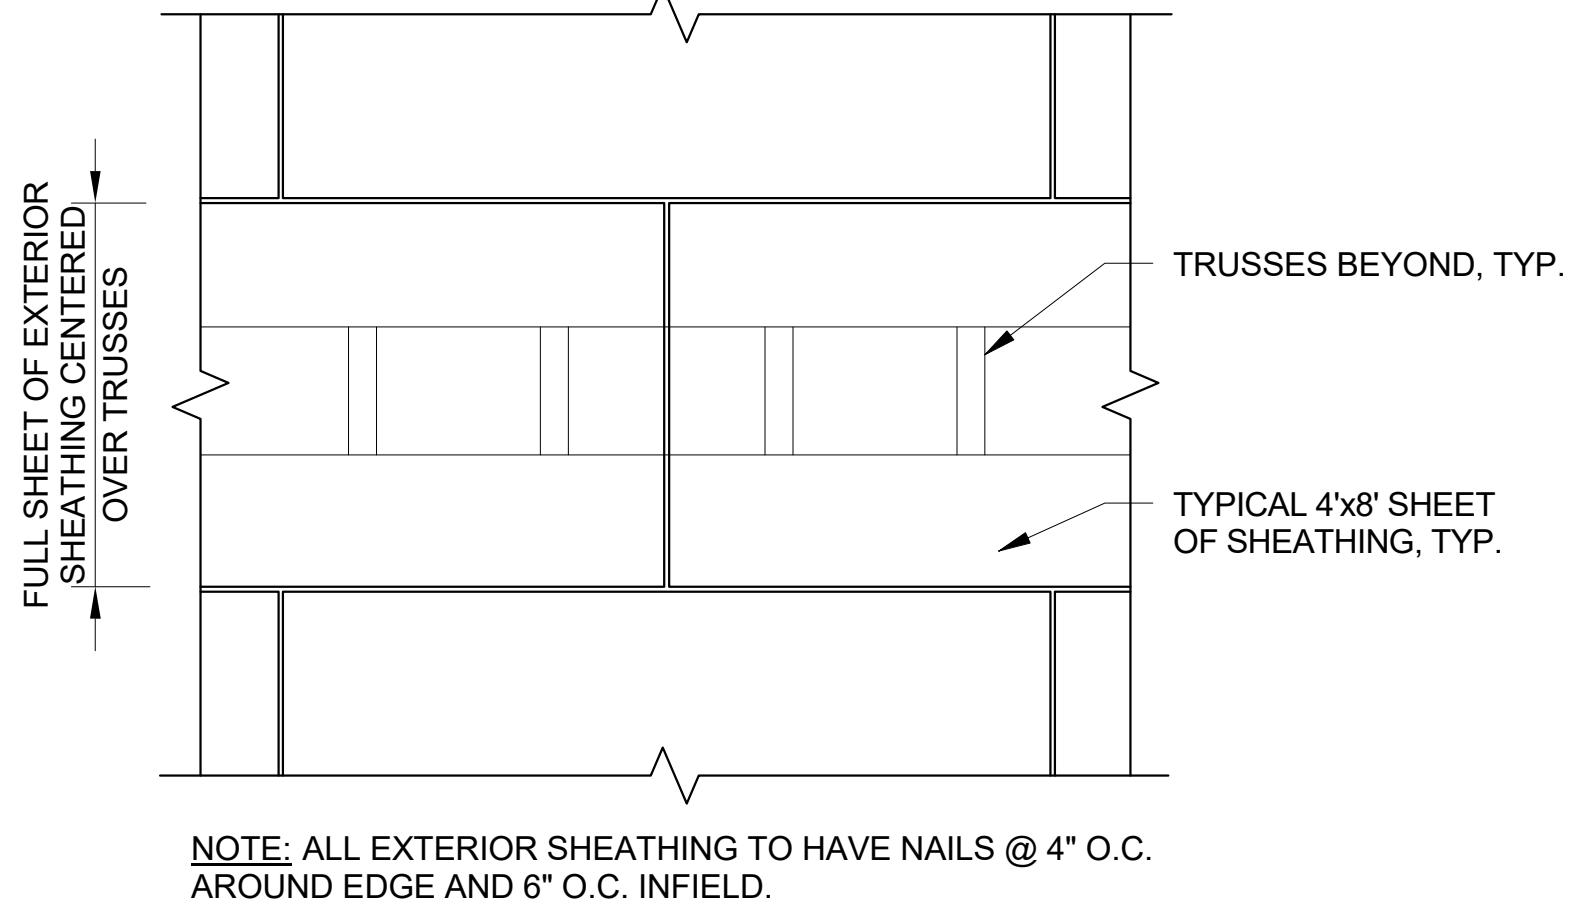 FULL SHEET OF EXTERIOR
SHEATHING CENTERED
OVER TRUSSES
TRUSSES BEYOND, TYP.
TYPICAL 4'x8' SHEET
OF SHEATHING, TYP.
NOTE: ALL EXTERIOR SHEATHING TO HAVE NAILS @ 4" O.C.
AROUND EDGE AND 6" O.C. INFIELD.